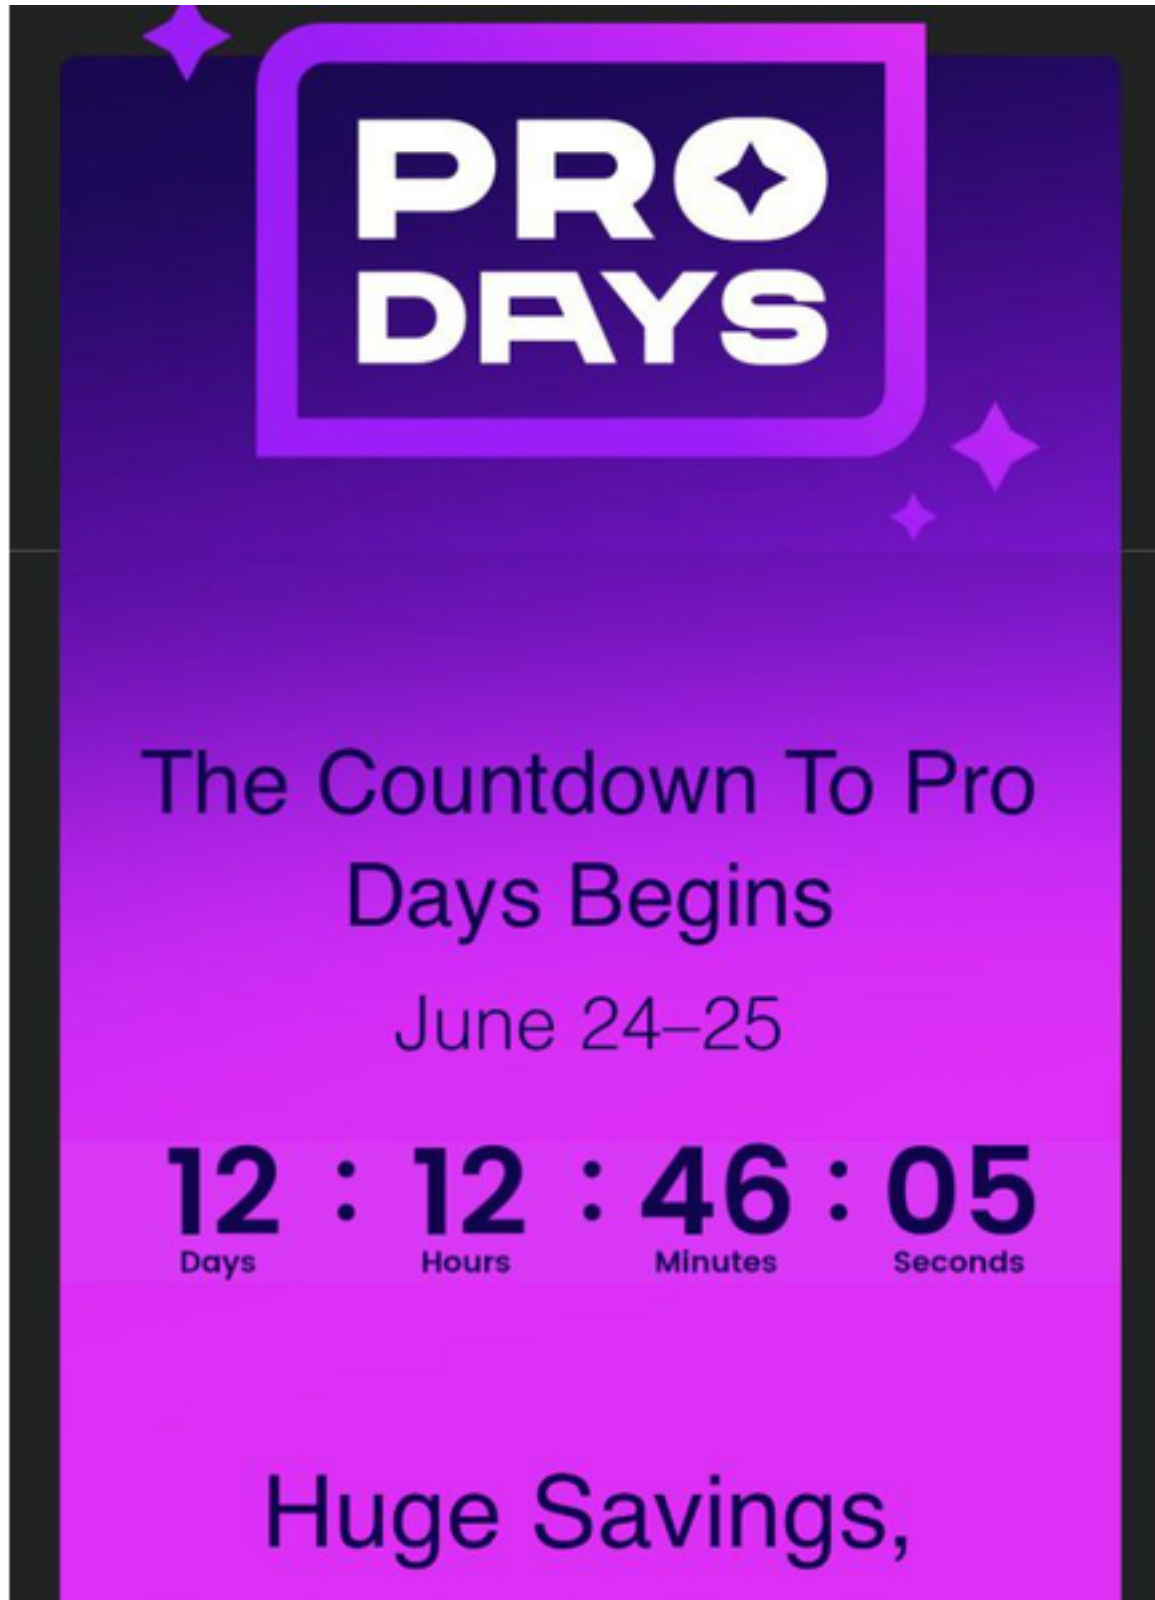 PRO
DAYS
The Countdown To Pro
Days Begins
June 24–25
12 : 12 : 46 : 05
Days Hours Minutes Seconds
Huge Savings,